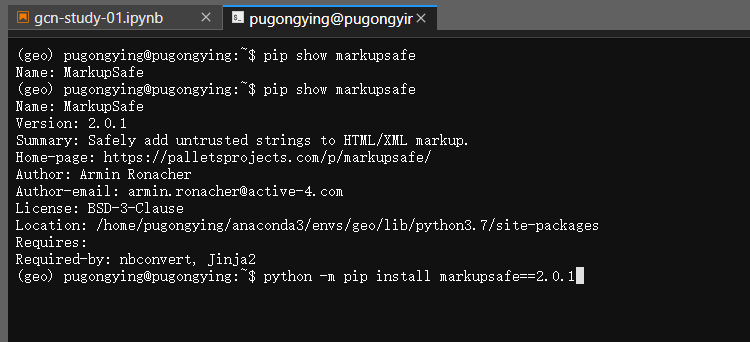 gcn-study-01.ipynb
pugongying@pugongyir
(geo) pugongying@pugongying:~$ pip show markupsafe
Name: MarkupSafe
(geo) pugongying@pugongying:~$ pip show markupsafe
Name: MarkupSafe
Version: 2.0.1
Summary: Safely add untrusted strings to HTML/XML markup.
Home-page: https://palletsprojects.com/p/markupsafe/
Author: Armin Ronacher
Author-email: armin.ronacher@active-4.com
License: BSD-3-Clause
Location: /home/pugongying/anaconda3/envs/geo/lib/python3.7/site-packages
Requires:
Required-by: nbconvert, Jinja2
(geo) pugongying@pugongying:~$ python -m pip install markupsafe==2.0.1